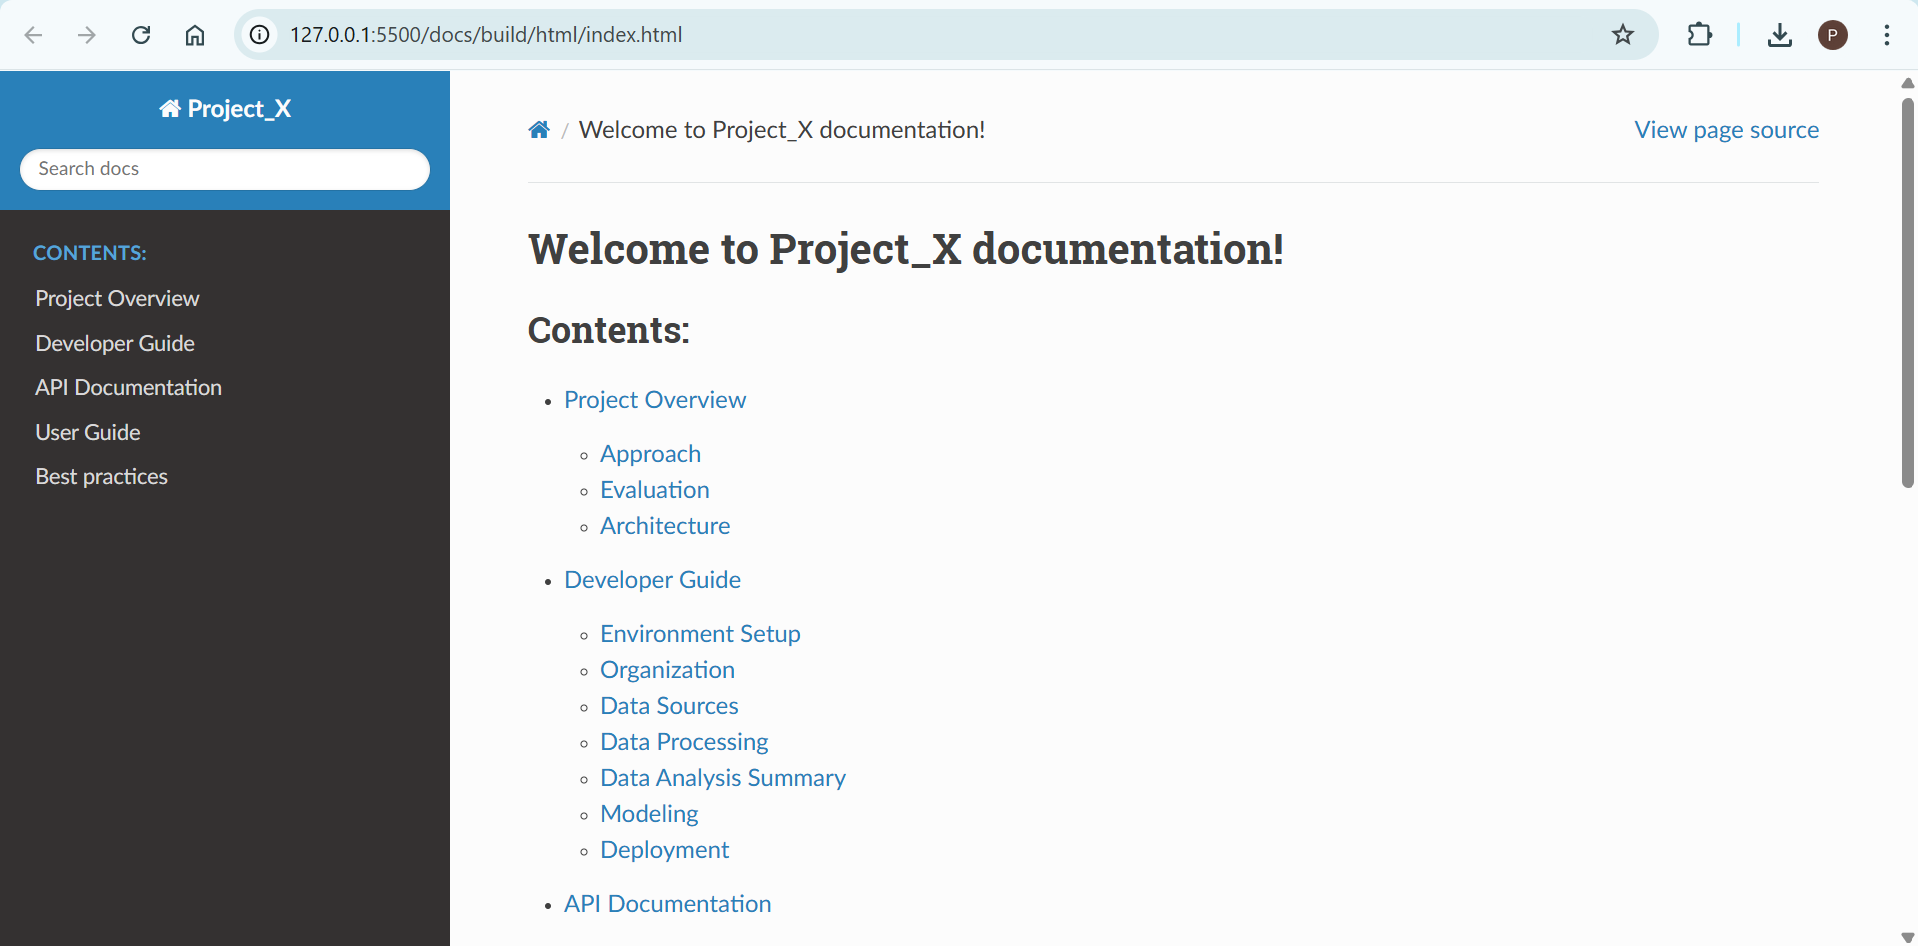 127.0.0.1:5500/docs/build/html/index.html
P
Project_X
Search docs
CONTENTS:
Project Overview
Developer Guide
API Documentation
User Guide
Best practices
/ Welcome to Project_X documentation!
View page source
Welcome to Project_X documentation!
Contents:
• Project Overview
◦ Approach
◦ Evaluation
◦ Architecture
• Developer Guide
◦ Environment Setup
◦ Organization
◦ Data Sources
◦ Data Processing
◦ Data Analysis Summary
◦ Modeling
◦ Deployment
• API Documentation